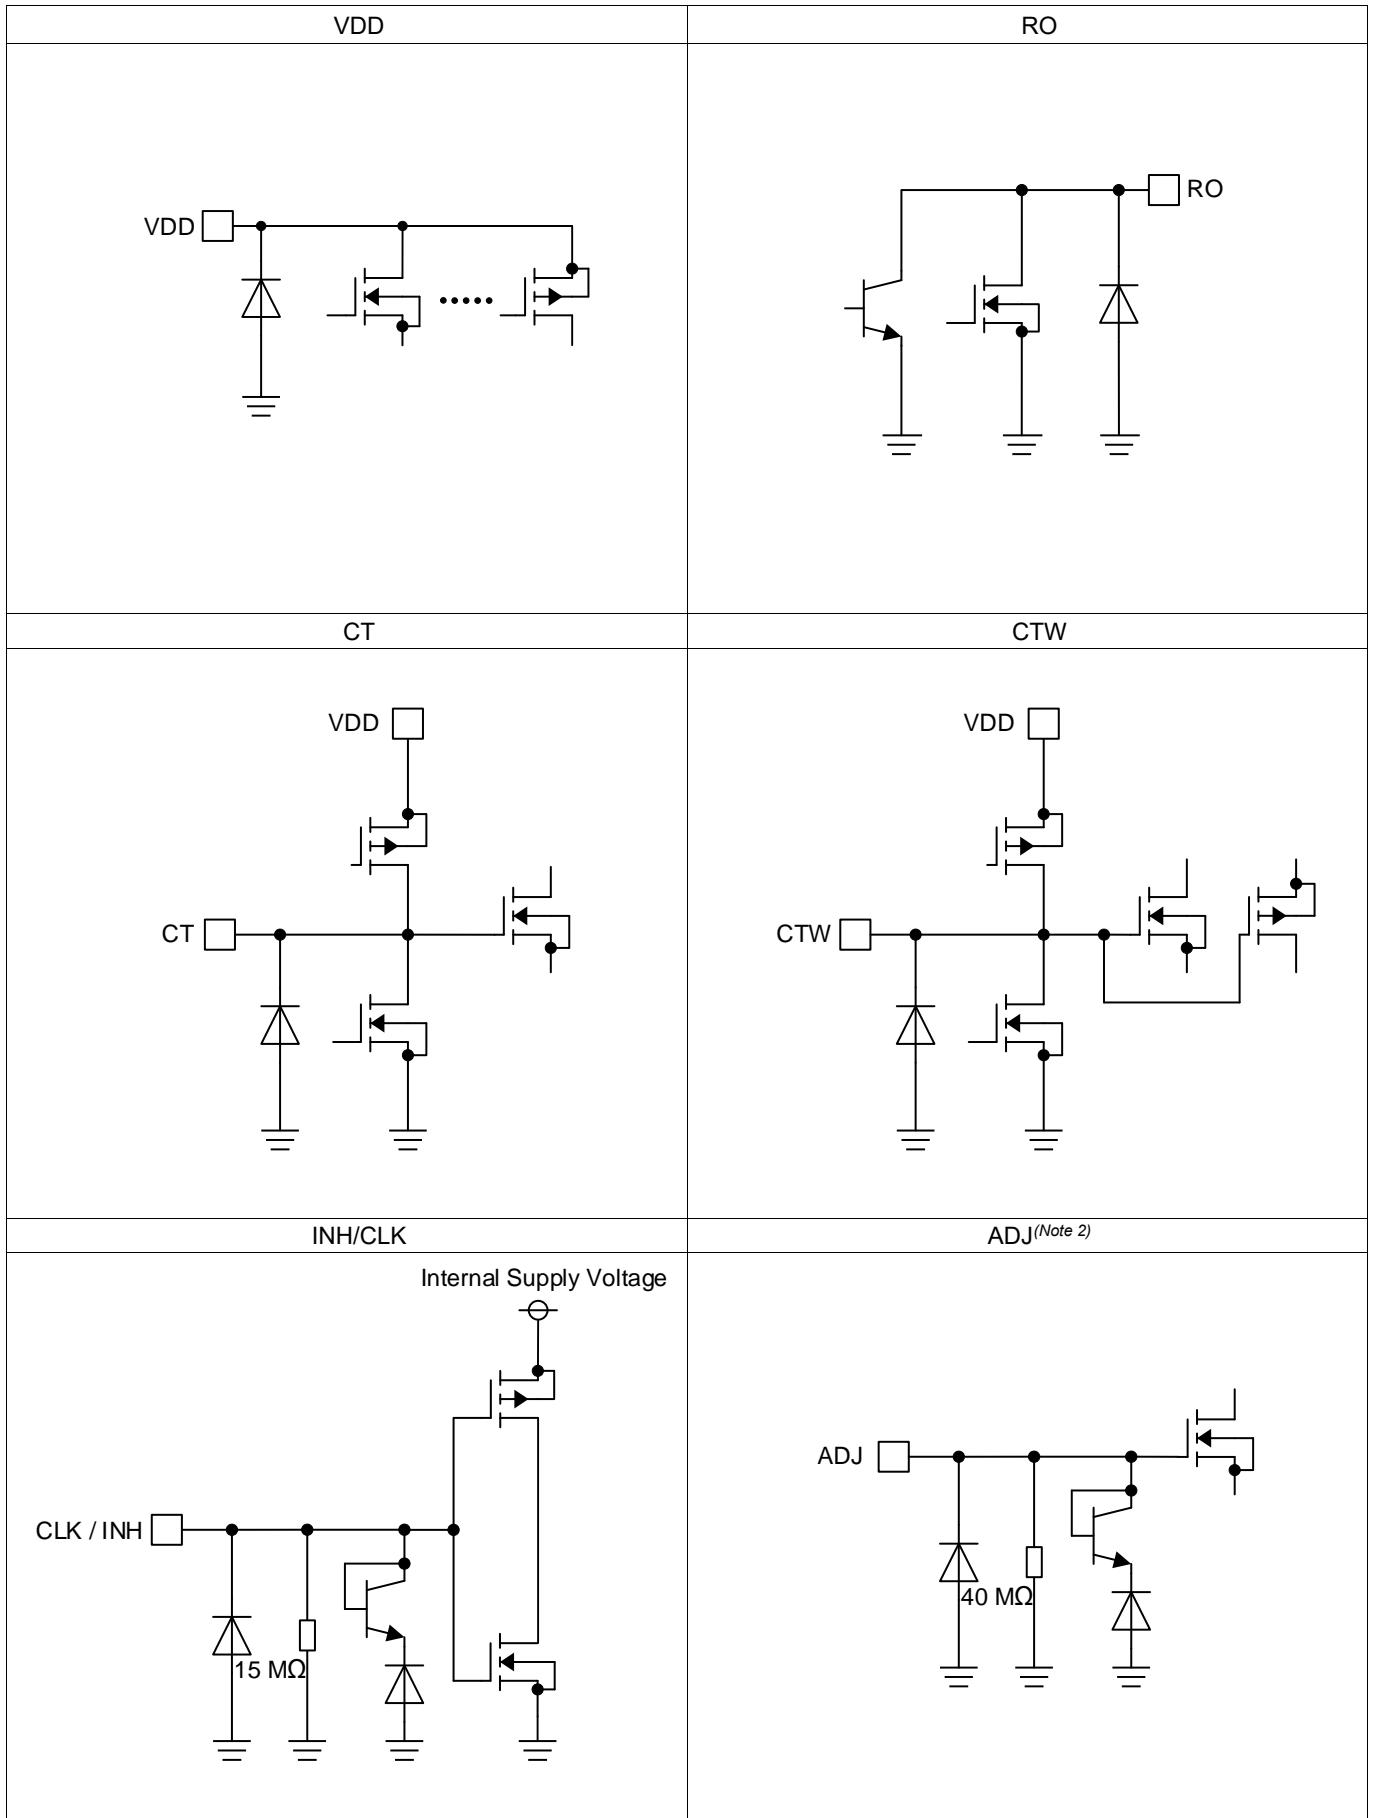 VDD
RO
VDD
RO
CT
CTW
VDD
VDD
CT
CTW
INH/CLK
ADJ(Note 2)
Internal Supply Voltage
ADJ
CLK / INH
40 MΩ
15 MΩ